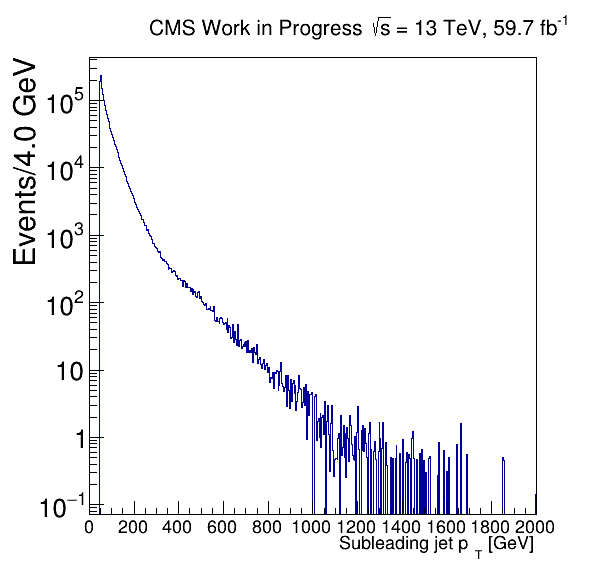 CMS Work in Progress √s = 13 TeV, 59.7 fb⁻¹
Events/4.0 GeV
10⁵
10⁴
10³
10²
10
1
10⁻¹
0 200 400 600 800 1000 1200 1400 1600 1800 2000
Subleading jet p_T [GeV]